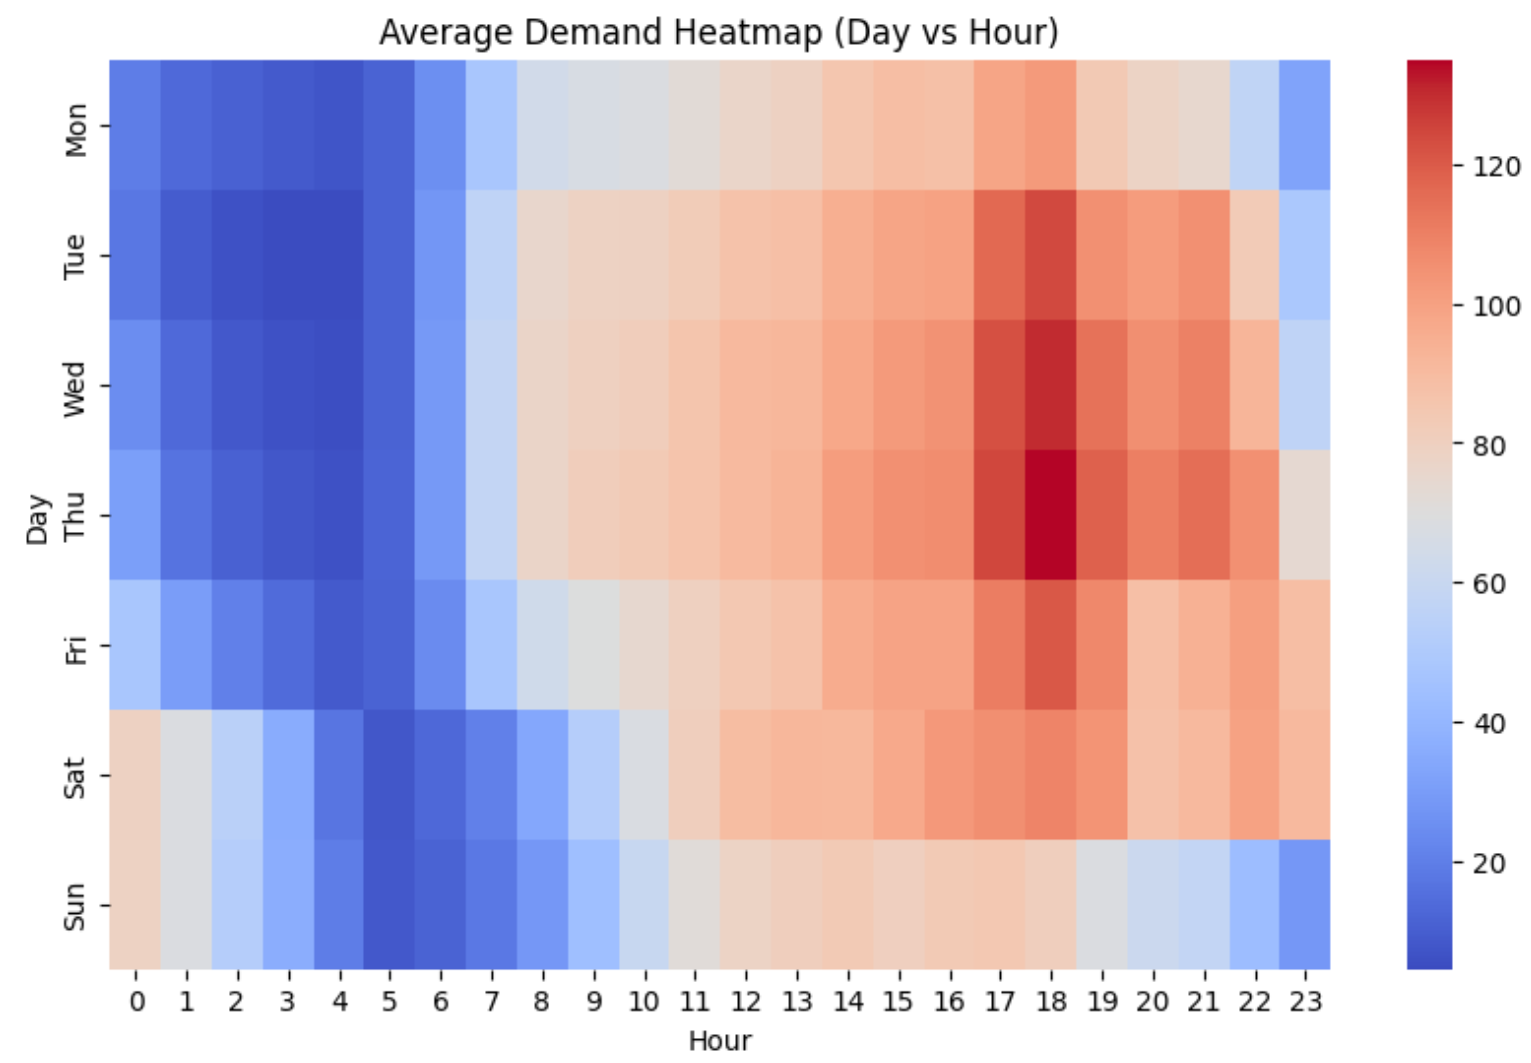 Average Demand Heatmap (Day vs Hour)
Day
Mon
Tue
Wed
Thu
Fri
Sat
Sun
0 1 2 3 4 5 6 7 8 9 10 11 12 13 14 15 16 17 18 19 20 21 22 23
Hour
120
100
80
60
40
20